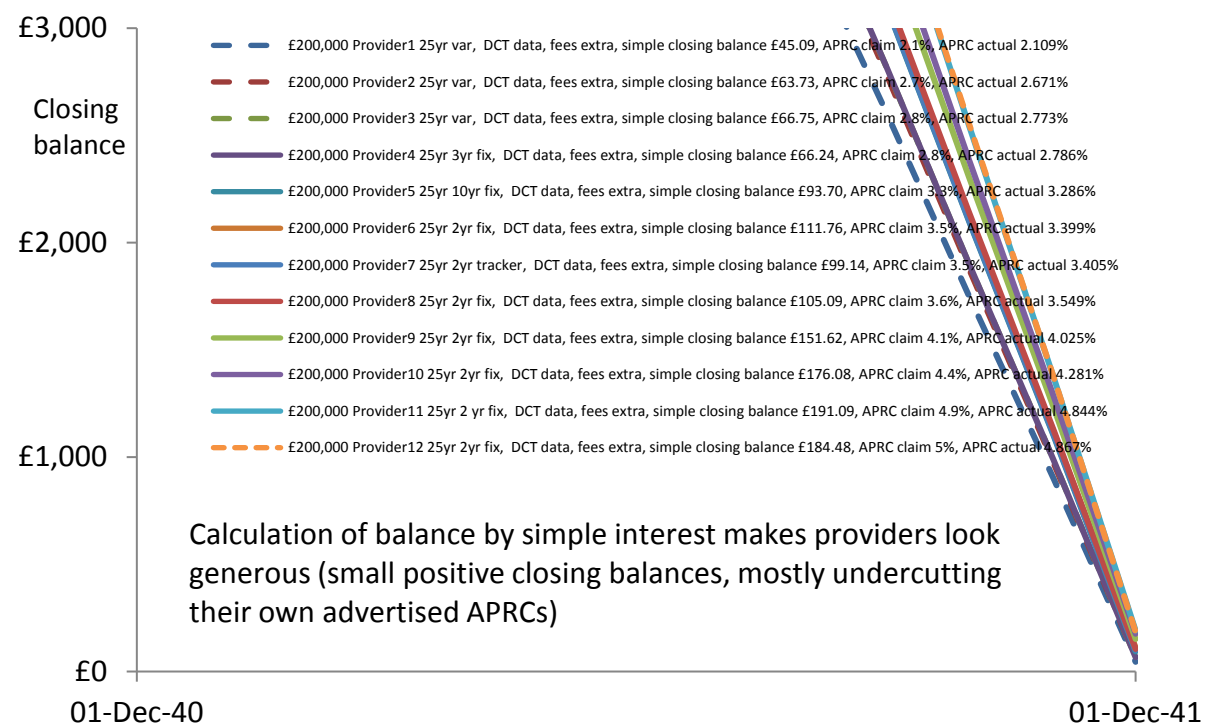 £3,000
Closing
balance
£2,000
£1,000
£0
£200,000 Provider1 25yr var,  DCT data, fees extra, simple closing balance £45.09, APRC claim 2.1%, APRC actual 2.109%
£200,000 Provider2 25yr var,  DCT data, fees extra, simple closing balance £63.73, APRC claim 2.7%, APRC actual 2.671%
£200,000 Provider3 25yr var,  DCT data, fees extra, simple closing balance £66.75, APRC claim 2.8%, APRC actual 2.773%
£200,000 Provider4 25yr 3yr fix,  DCT data, fees extra, simple closing balance £66.24, APRC claim 2.8%, APRC actual 2.786%
£200,000 Provider5 25yr 10yr fix,  DCT data, fees extra, simple closing balance £93.70, APRC claim 3.3%, APRC actual 3.286%
£200,000 Provider6 25yr 2yr fix,  DCT data, fees extra, simple closing balance £111.76, APRC claim 3.5%, APRC actual 3.399%
£200,000 Provider7 25yr 2yr tracker,  DCT data, fees extra, simple closing balance £99.14, APRC claim 3.5%, APRC actual 3.405%
£200,000 Provider8 25yr 2yr fix,  DCT data, fees extra, simple closing balance £105.09, APRC claim 3.6%, APRC actual 3.549%
£200,000 Provider9 25yr 2yr fix,  DCT data, fees extra, simple closing balance £151.62, APRC claim 4.1%, APRC actual 4.025%
£200,000 Provider10 25yr 2yr fix,  DCT data, fees extra, simple closing balance £176.08, APRC claim 4.4%, APRC actual 4.281%
£200,000 Provider11 25yr 2 yr fix,  DCT data, fees extra, simple closing balance £191.09, APRC claim 4.9%, APRC actual 4.844%
£200,000 Provider12 25yr 2yr fix,  DCT data, fees extra, simple closing balance £184.48, APRC claim 5%, APRC actual 4.867%
Calculation of balance by simple interest makes providers look
generous (small positive closing balances, mostly undercutting
their own advertised APRCs)
01-Dec-40
01-Dec-41